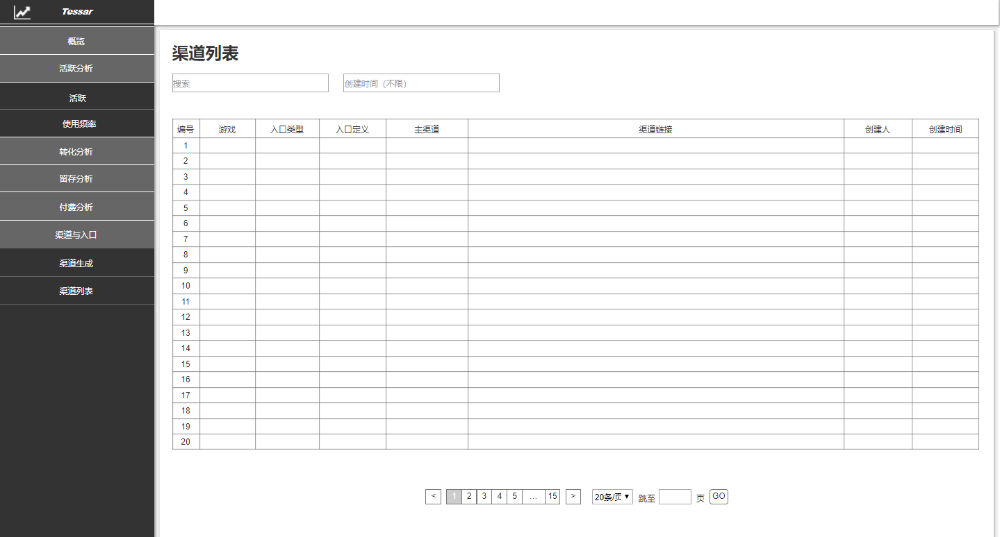 Tessar
概览
活跃分析
活跃
使用频率
转化分析
留存分析
付费分析
渠道与入口
渠道生成
渠道列表
渠道列表
搜索 创建时间（不限）
编号 游戏 入口类型 入口定义 主渠道 渠道链接 创建人 创建时间
1
2
3
4
5
6
7
8
9
10
11
12
13
14
15
16
17
18
19
20
< 1 2 3 4 5 ... 15 > 20条/页 跳至 页 GO